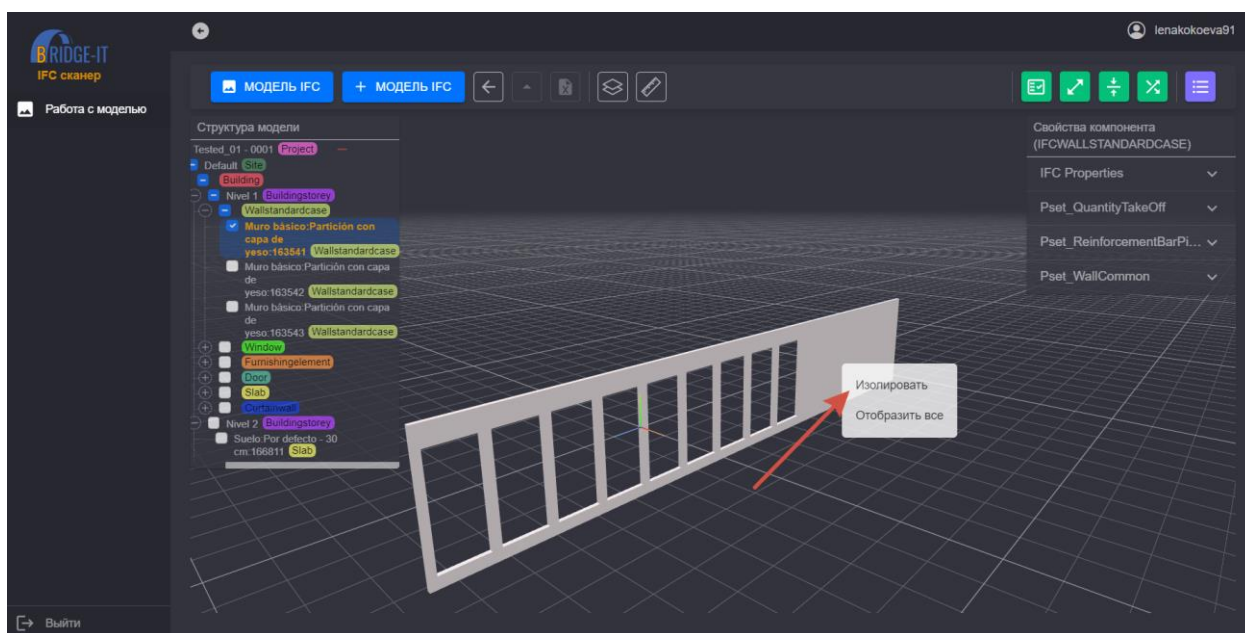 BRIDGE-IT
IFC сканер
lenakokoeva91
МОДЕЛЬ IFC
+ МОДЕЛЬ IFC
Работа с моделью
Структура модели
Tested_01 - 0001 Project
Default Site
Building
Nivel 1 Buildingstorey
Wallstandardcase
Muro básico:Partición con
capa de
yeso:163541 Wallstandardcase
Muro básico:Partición con capa
de
yeso:163542 Wallstandardcase
Muro básico:Partición con capa
de
yeso:163543 Wallstandardcase
Window
Furnishingelement
Door
Slab
Curtainwall
Nivel 2 Buildingstorey
Suelo:Por defecto - 30
cm:166811 Slab
Свойства компонента
(IFCWALLSTANDARDCASE)
IFC Properties
Pset_QuantityTakeOff
Pset_ReinforcementBarPi...
Pset_WallCommon
Изолировать
Отобразить все
Выйти